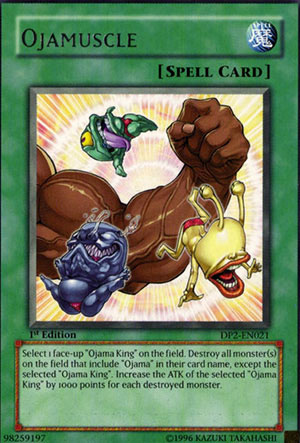 OJAMUSCLE
魔
[SPELL CARD]
1st Edition
DP2-EN021
Select 1 face-up "Ojama King" on the field. Destroy all monster(s)
on the field that include "Ojama" in their card name, except the
selected "Ojama King". Increase the ATK of the selected "Ojama
King" by 1000 points for each destroyed monster.
98259197
©1996 KAZUKI TAKAHASHI